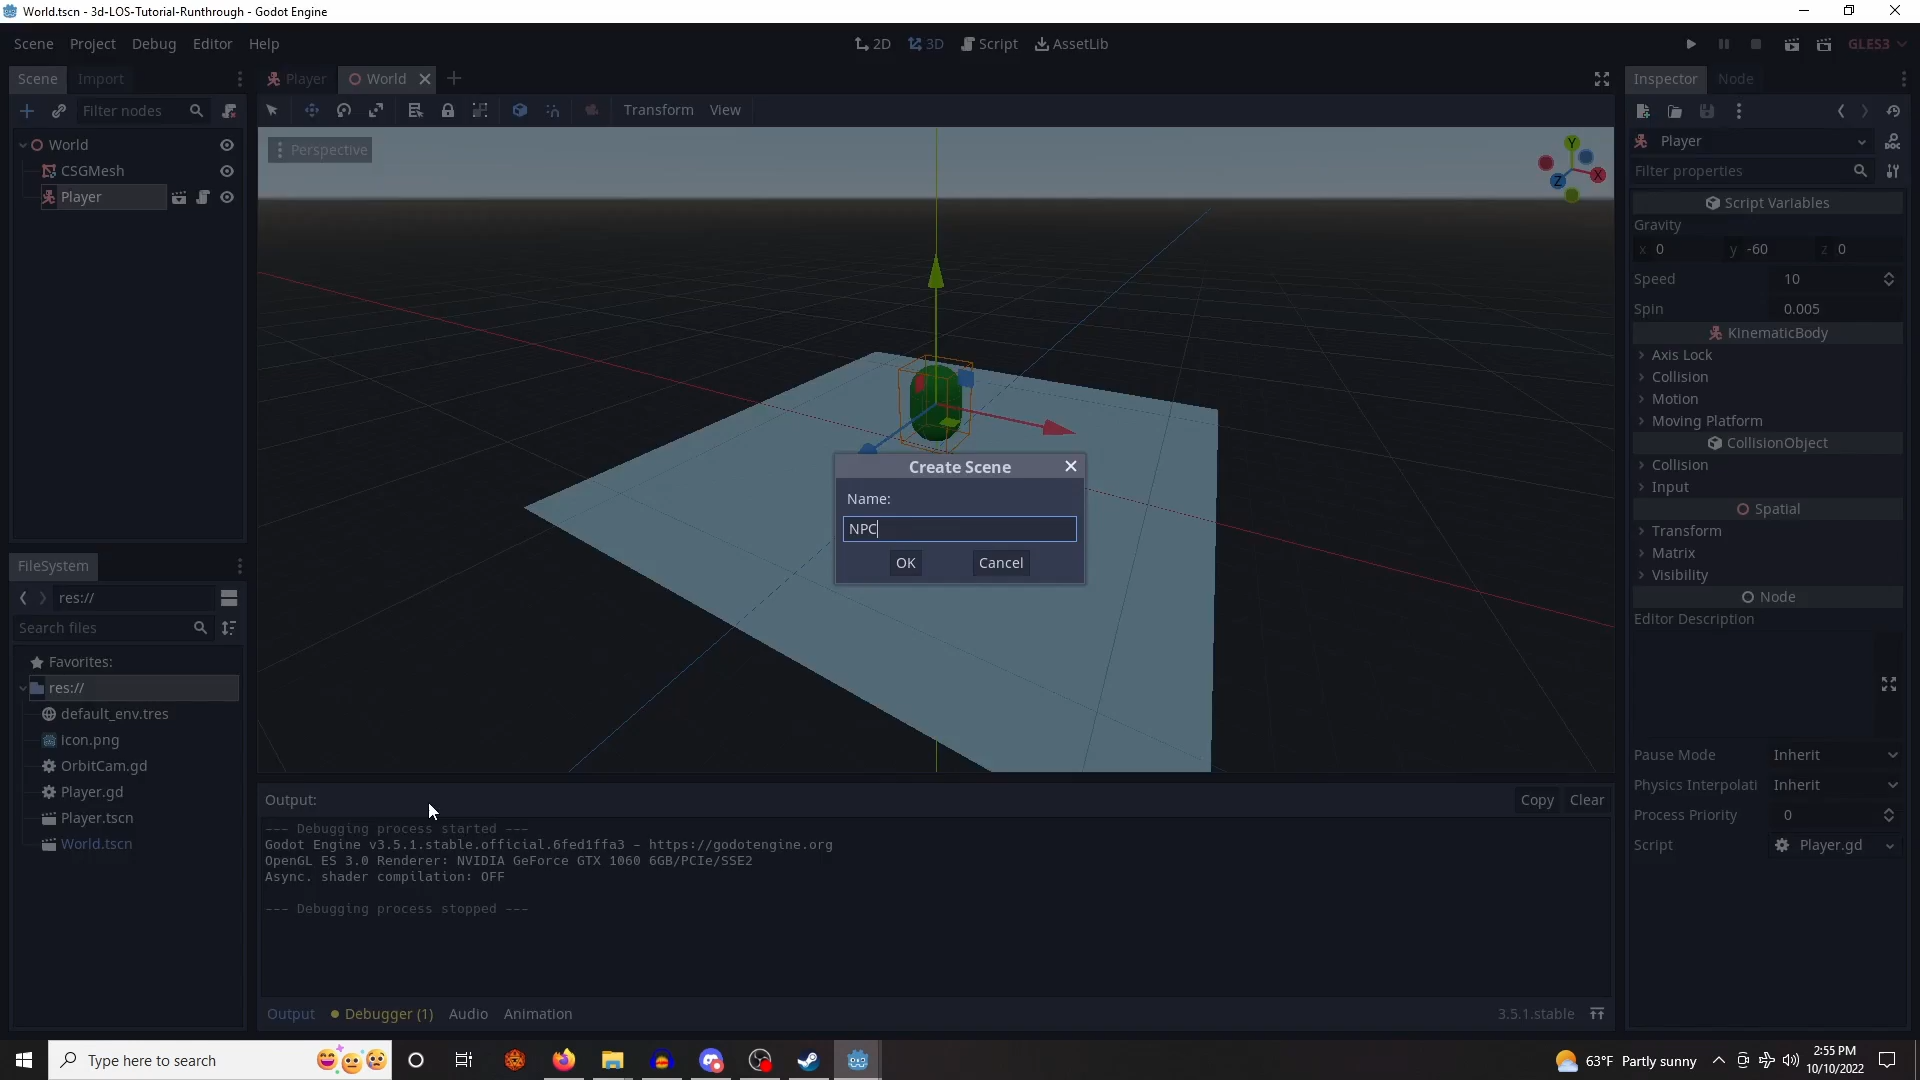 World.tscn - 3d-LOS-Tutorial-Runthrough - Godot Engine
Scene Project Debug Editor Help
2D 3D Script AssetLib
GLES3
Scene Import
Player World
Inspector Node
Filter nodes
Transform View
World
CSGMesh
Player
Perspective
Y
X
Z
Player
Filter properties
Script Variables
Gravity
x 0 y -60 z 0
Speed 10
Spin 0.005
KinematicBody
Axis Lock
Collision
Motion
Moving Platform
CollisionObject
Collision
Input
Spatial
Transform
Matrix
Visibility
Node
Editor Description
Pause Mode Inherit
Physics Interpolati Inherit
Process Priority 0
Script Player.gd
Create Scene
Name:
NPC
OK Cancel
FileSystem
res://
Search files
Favorites:
res://
default_env.tres
icon.png
OrbitCam.gd
Player.gd
Player.tscn
World.tscn
Output:
Copy Clear
--- Debugging process started ---
Godot Engine v3.5.1.stable.official.6fed1ffa3 - https://godotengine.org
OpenGL ES 3.0 Renderer: NVIDIA GeForce GTX 1060 6GB/PCIe/SSE2
Async. shader compilation: OFF
--- Debugging process stopped ---
Output Debugger (1) Audio Animation
3.5.1.stable
Type here to search
63°F Partly sunny
2:55 PM
10/10/2022